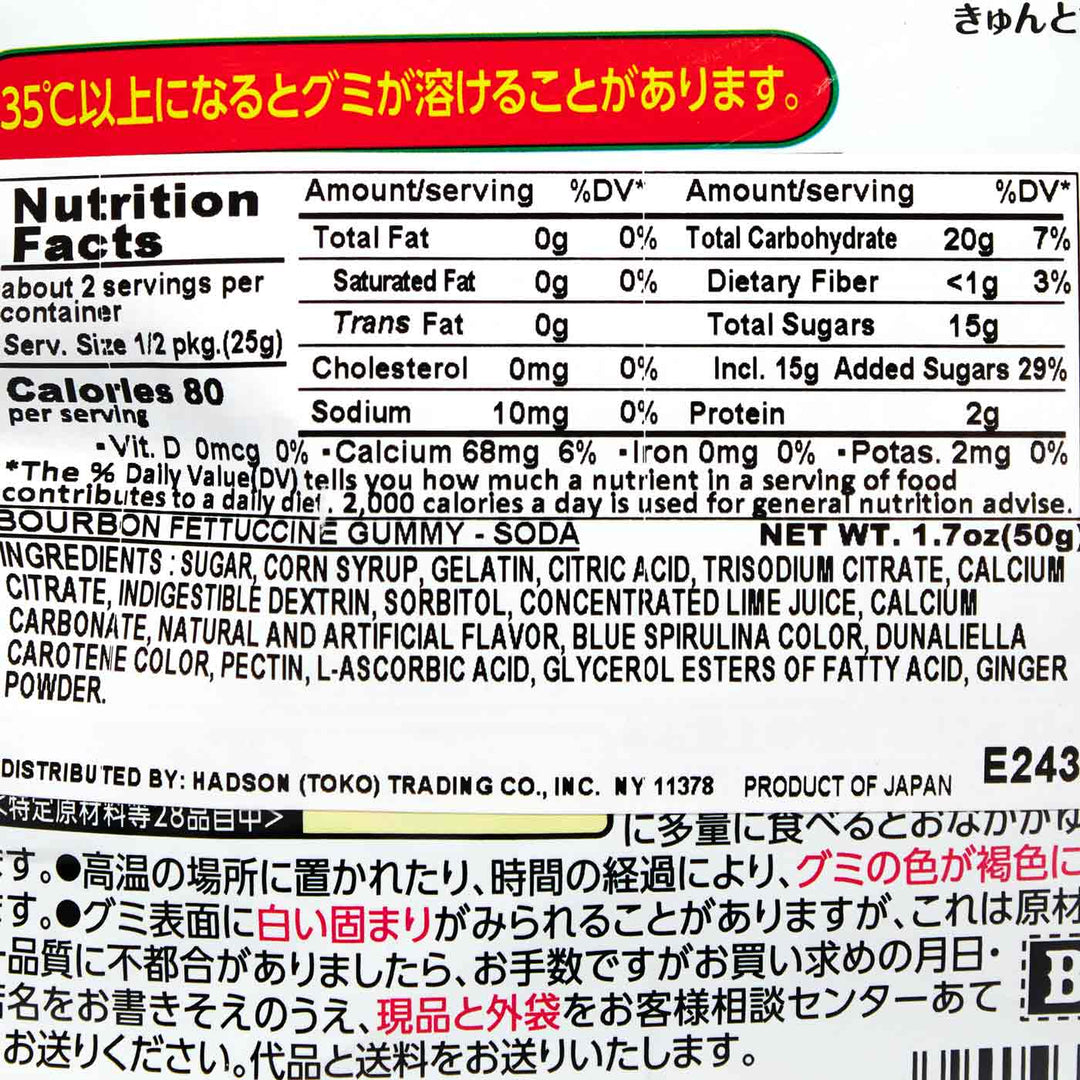 きゅんと
35℃以上になるとグミが溶けることがあります。
Nutrition Facts
about 2 servings per container
Serv. Size 1/2 pkg.(25g)
Calories 80
per serving
Amount/serving %DV* Amount/serving %DV*
Total Fat 0g 0% Total Carbohydrate 20g 7%
Saturated Fat 0g 0% Dietary Fiber <1g 3%
Trans Fat 0g Total Sugars 15g
Cholesterol 0mg 0% Incl. 15g Added Sugars 29%
Sodium 10mg 0% Protein 2g
▪Vit. D 0mcg 0% ▪Calcium 68mg 6% ▪Iron 0mg 0% ▪Potas. 2mg 0%
*The % Daily Value(DV) tells you how much a nutrient in a serving of food
contributes to a daily diet. 2,000 calories a day is used for general nutrition advise.
BOURBON FETTUCCINE GUMMY - SODA NET WT. 1.7oz(50g)
INGREDIENTS : SUGAR, CORN SYRUP, GELATIN, CITRIC ACID, TRISODIUM CITRATE, CALCIUM
CITRATE, INDIGESTIBLE DEXTRIN, SORBITOL, CONCENTRATED LIME JUICE, CALCIUM
CARBONATE, NATURAL AND ARTIFICIAL FLAVOR, BLUE SPIRULINA COLOR, DUNALIELLA
CAROTENE COLOR, PECTIN, L-ASCORBIC ACID, GLYCEROL ESTERS OF FATTY ACID, GINGER
POWDER.
E243
DISTRIBUTED BY: HADSON (TOKO) TRADING CO., INC. NY 11378 PRODUCT OF JAPAN
<特定原材料等28品目中>
に多量に食べるとおなかがゆ
す。●高温の場所に置かれたり、時間の経過により、グミの色が褐色に
す。●グミ表面に白い固まりがみられることがありますが、これは原材
品質に不都合がありましたら、お手数ですがお買い求めの月日・
名をお書きそえのうえ、現品と外袋をお客様相談センターあて
お送りください。代品と送料をお送りいたします。
B